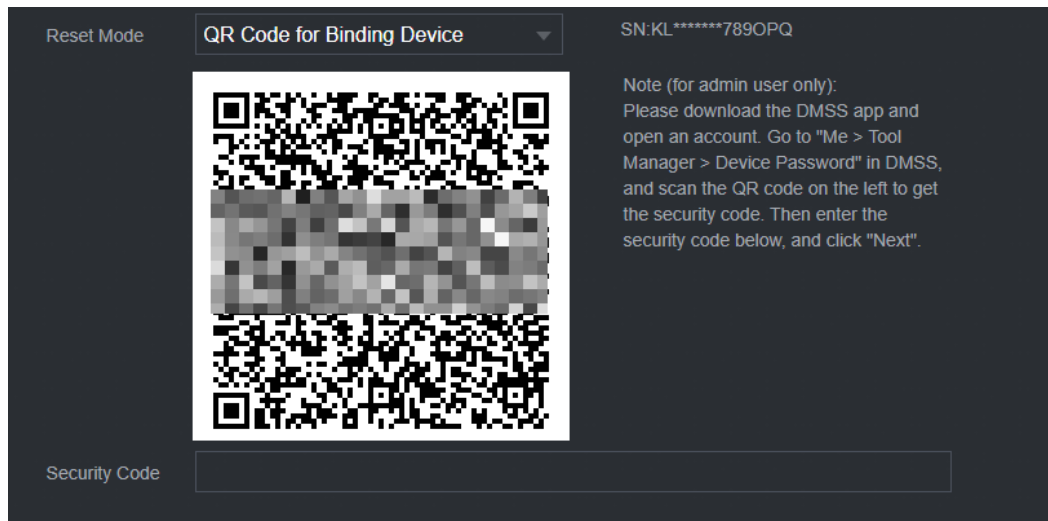 Reset Mode
QR Code for Binding Device
SN:KL*******789OPQ
Note (for admin user only):
Please download the DMSS app and
open an account. Go to "Me > Tool
Manager > Device Password" in DMSS,
and scan the QR code on the left to get
the security code. Then enter the
security code below, and click "Next".
Security Code